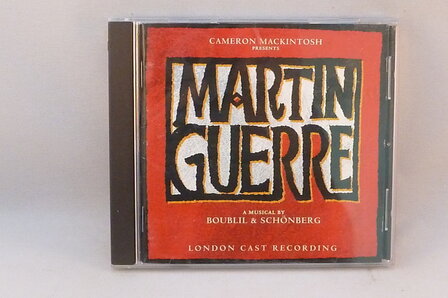 CAMERON MACKINTOSH
PRESENTS
MARTIN
GUERRE
A MUSICAL BY
BOUBLIL & SCHÖNBERG
LONDON CAST RECORDING